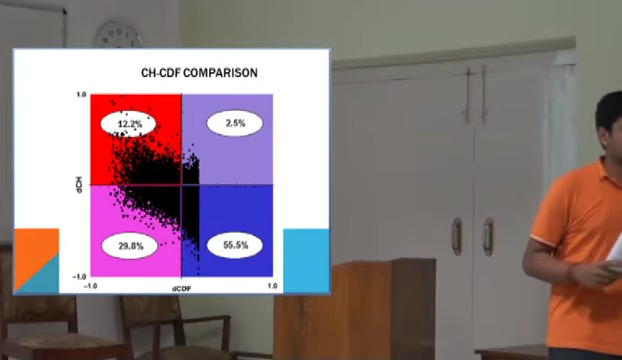 CH-CDF COMPARISON
1.0
12.2%
2.5%
dCH
29.8%
55.5%
-1.0
-1.0
dCDF
1.0